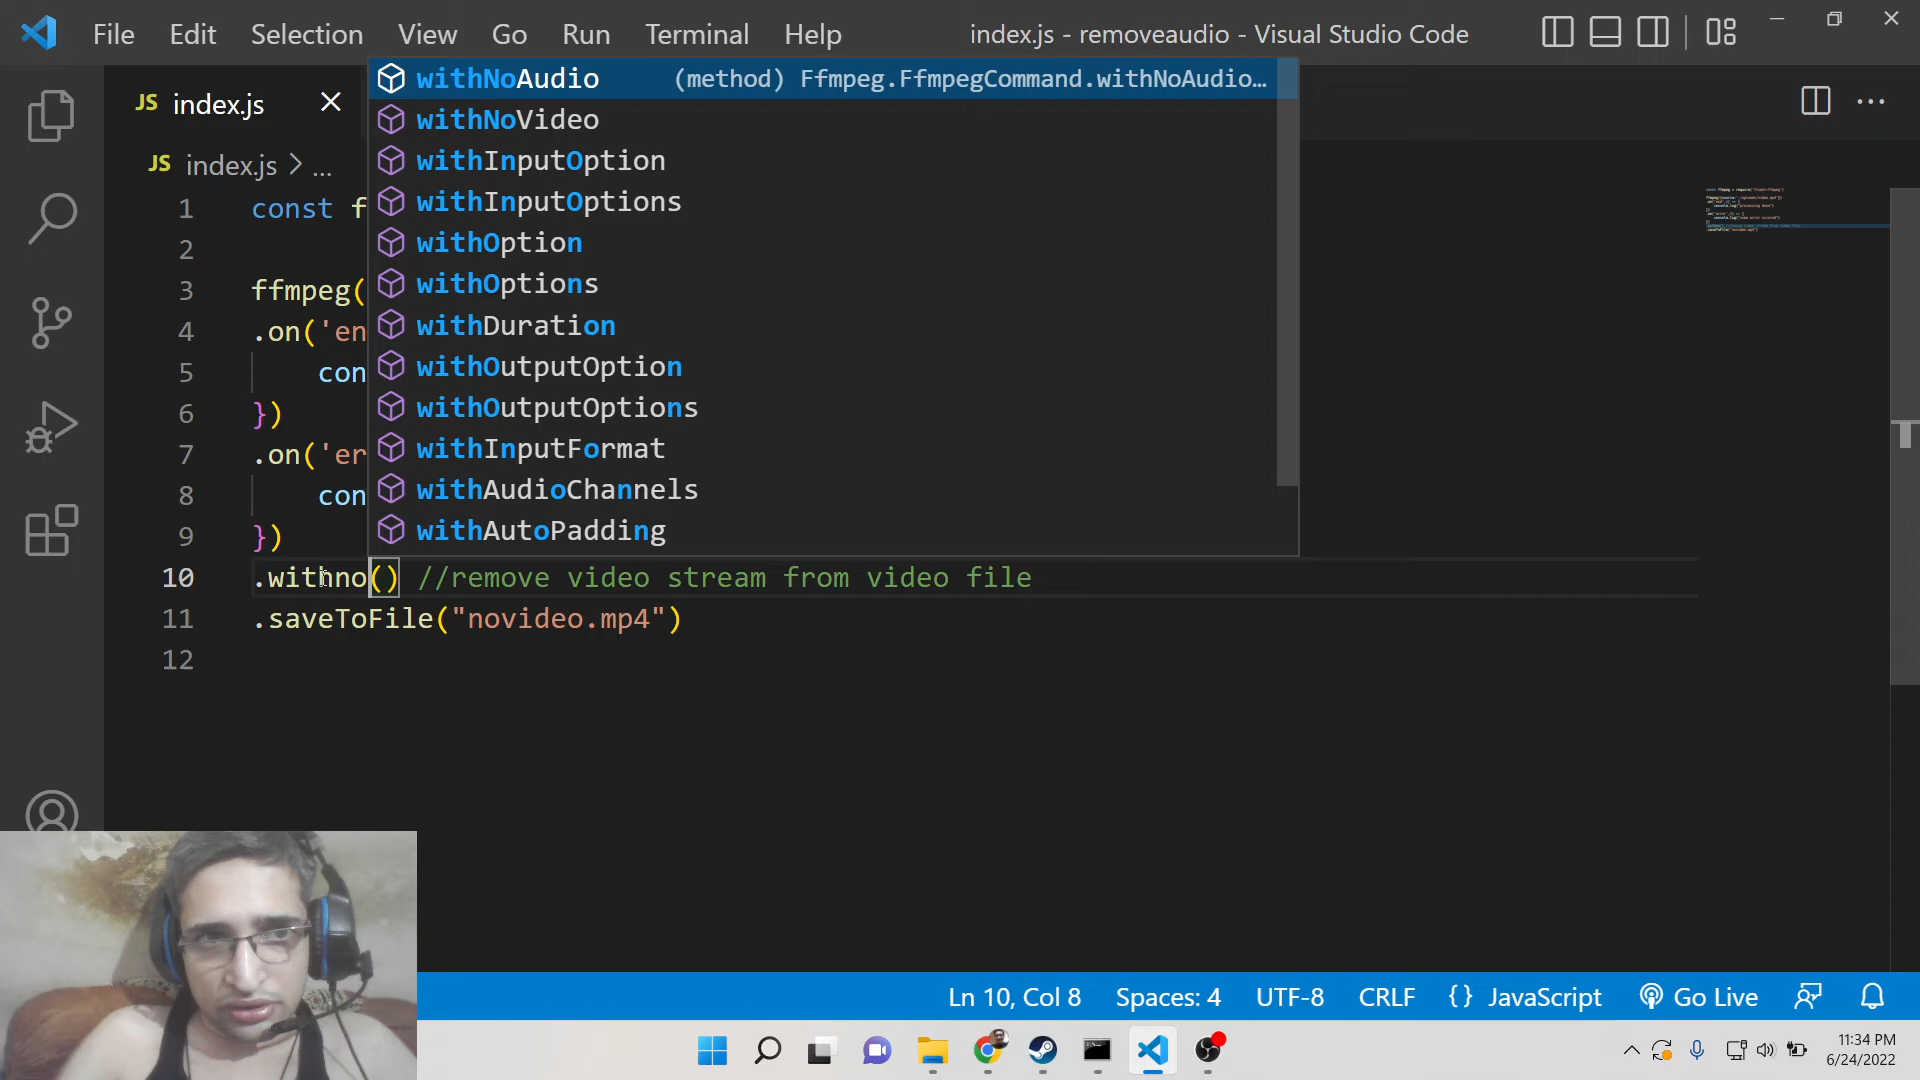 File Edit Selection View Go Run Terminal Help
index.js - removeaudio - Visual Studio Code
JS index.js
JS index.js > ...
withNoAudio (method) Ffmpeg.FfmpegCommand.withNoAudio…
withNoVideo
withInputOption
withInputOptions
withOption
withOptions
withDuration
withOutputOption
withOutputOptions
withInputFormat
withAudioChannels
withAutoPadding
1 const f
2
3 ffmpeg(
4 .on('en
5 con
6 })
7 .on('er
8 con
9 })
10 .withno() //remove video stream from video file
11 .saveToFile("novideo.mp4")
12
Ln 10, Col 8 Spaces: 4 UTF-8 CRLF {} JavaScript Go Live
11:34 PM
6/24/2022